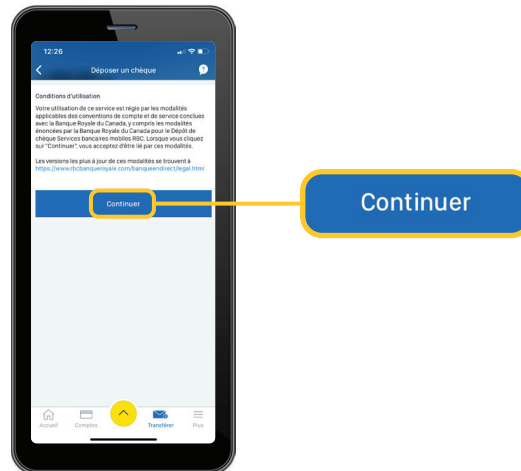 12:26
Déposer un chèque
?
Conditions d'utilisation
Votre utilisation de ce service est régie par les modalités
applicables des conventions de compte et de service conclues
avec la Banque Royale du Canada, y compris les modalités
énoncées par la Banque Royale du Canada pour le Dépôt de
chèque Services bancaires mobiles RBC. Lorsque vous cliquez
sur "Continuer", vous acceptez d'être lié par ces modalités.
Les versions les plus à jour de ces modalités se trouvent à
https://www.rbcbanqueroyale.com/banqueendirect/legal.html
Continuer
Continuer
Accueil Comptes Transférer Plus